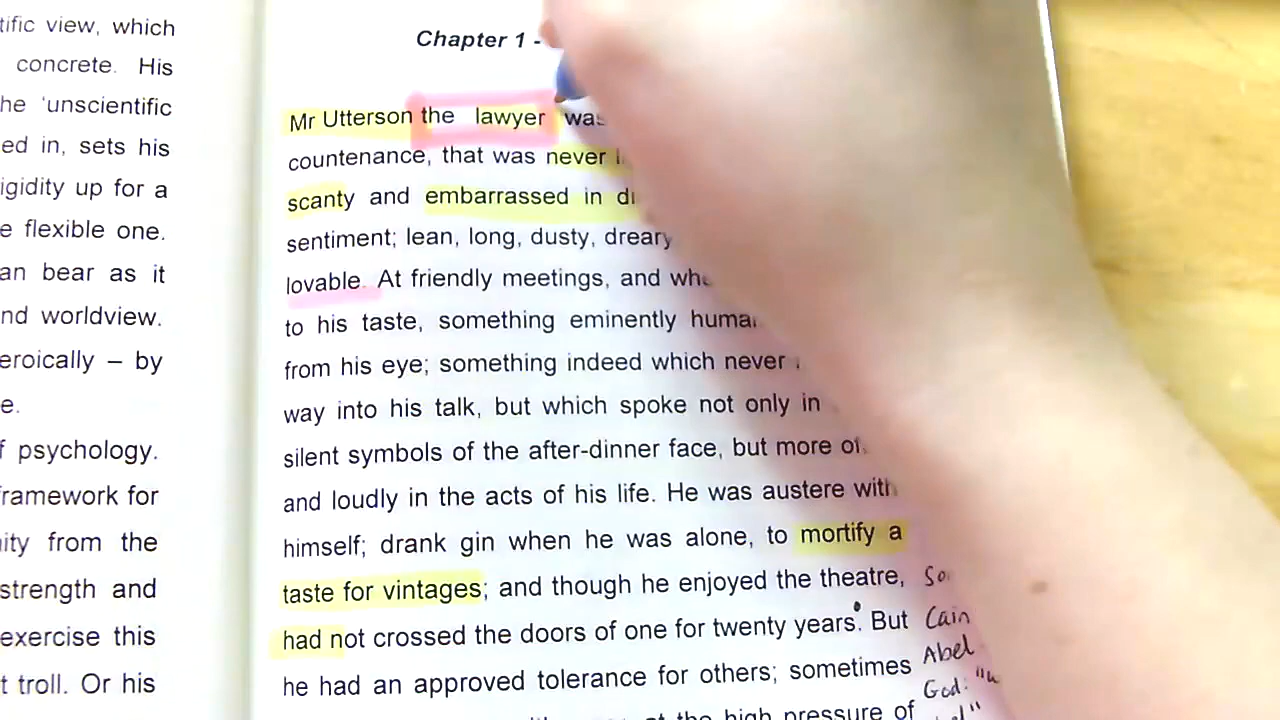 tific view, which
concrete. His
he 'unscientific
ed in, sets his
igidity up for a
e flexible one.
an bear as it
nd worldview.
eroically – by
e.
f psychology.
ramework for
ity from the
strength and
exercise this
t troll. Or his
Chapter 1 -
Mr Utterson the lawyer was
countenance, that was never
scanty and embarrassed in
sentiment; lean, long, dusty, dreary
lovable. At friendly meetings, and
to his taste, something eminently
from his eye; something indeed which never
way into his talk, but which spoke not only in
silent symbols of the after-dinner face, but more
and loudly in the acts of his life. He was austere with
himself; drank gin when he was alone, to mortify a
taste for vintages; and though he enjoyed the theatre,
had not crossed the doors of one for twenty years. But
he had an approved tolerance for others; sometimes
the high pressure of
Cain
Abel
God: